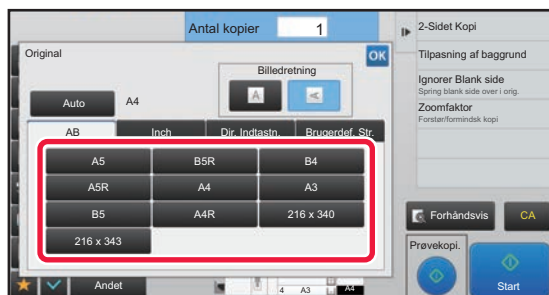 Antal kopier 1
Original
OK
Billedretning
A A
Auto A4
AB Inch Dir. Indtastn. Brugerdef. Str.
A5 B5R B4
A5R A4 A3
B5 A4R 216 x 340
216 x 343
Andet
4 A3 A4
2-Sidet Kopi
Tilpasning af baggrund
Ignorer Blank side
Spring blank side over i orig.
Zoomfaktor
Forstør/formindsk kopi
Forhåndsvis CA
Prøvekopi.
Start